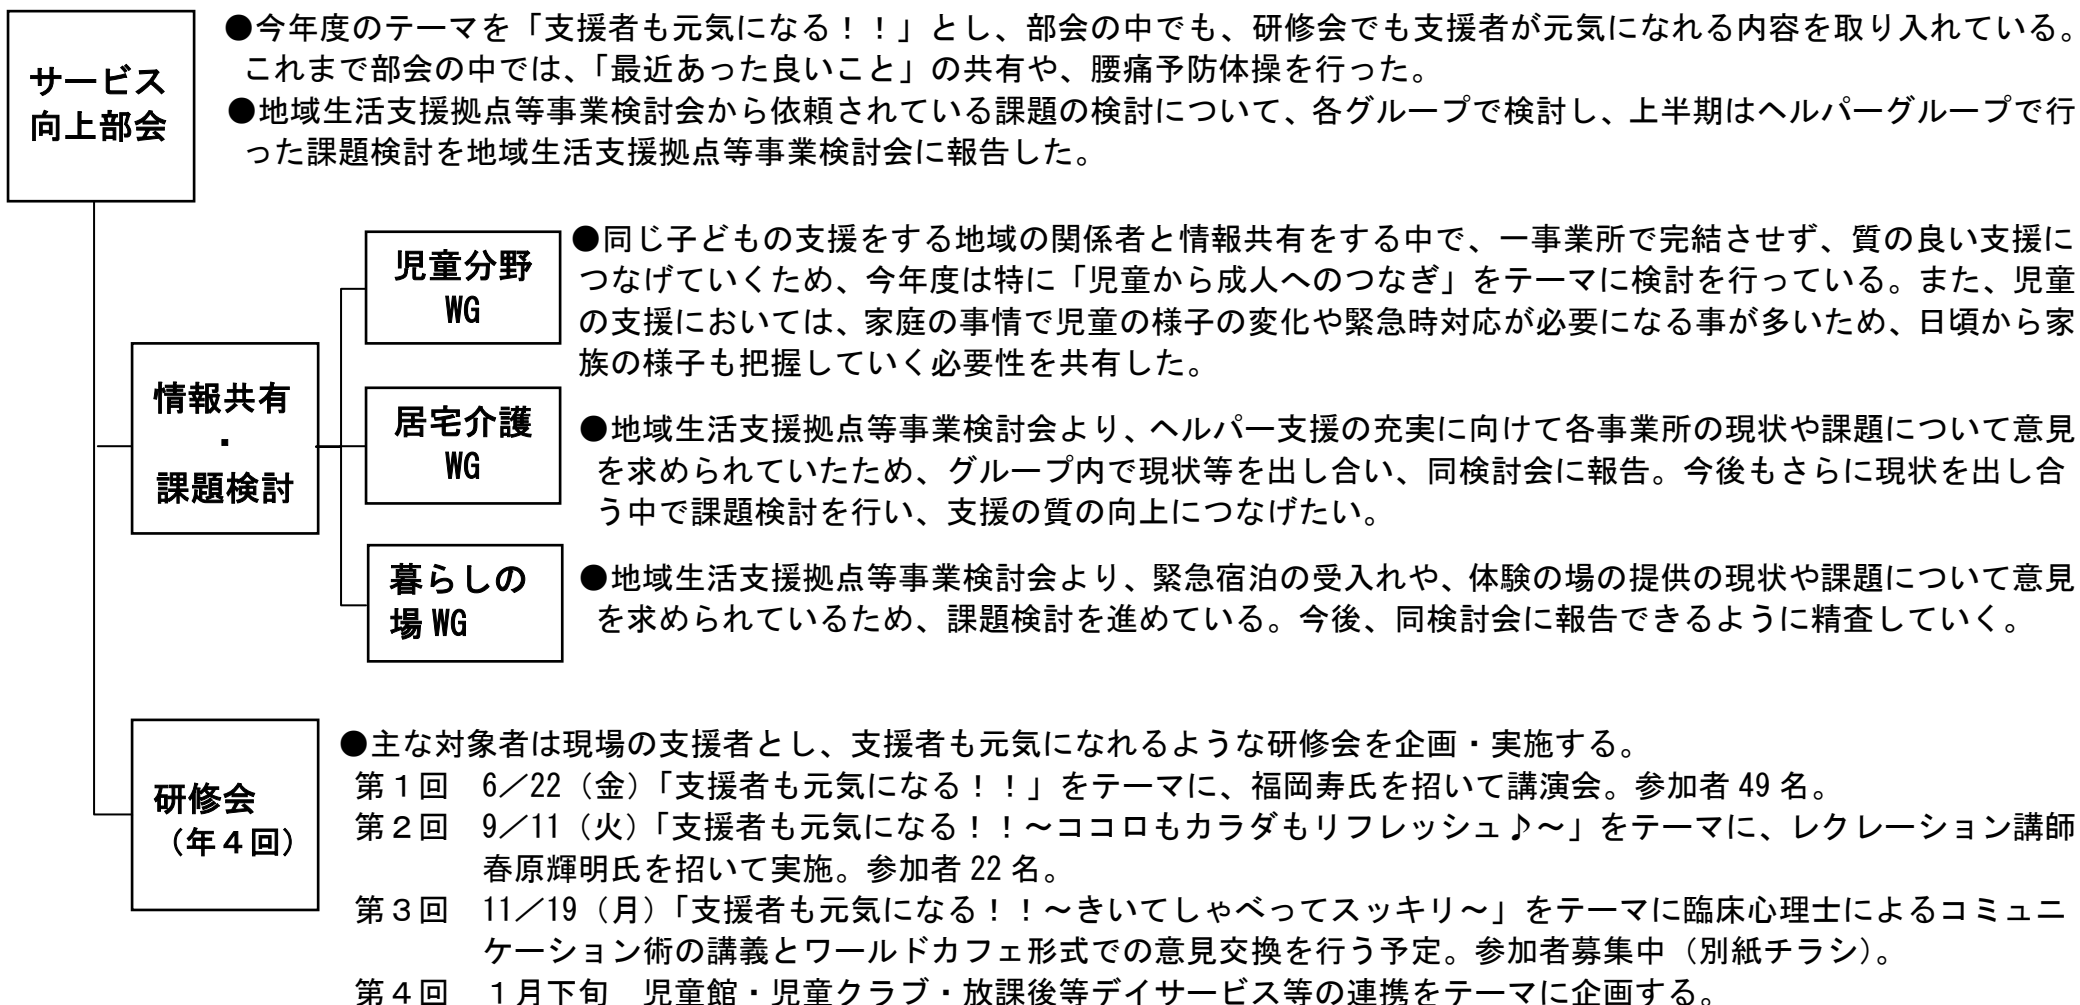 サービス
向上部会
●今年度のテーマを「支援者も元気になる！！」とし、部会の中でも、研修会でも支援者が元気になれる内容を取り入れている。
これまで部会の中では、「最近あった良いこと」の共有や、腰痛予防体操を行った。
●地域生活支援拠点等事業検討会から依頼されている課題の検討について、各グループで検討し、上半期はヘルパーグループで行
った課題検討を地域生活支援拠点等事業検討会に報告した。
情報共有
・
課題検討
児童分野
WG
●同じ子どもの支援をする地域の関係者と情報共有をする中で、一事業所で完結させず、質の良い支援に
つなげていくため、今年度は特に「児童から成人へのつなぎ」をテーマに検討を行っている。また、児童
の支援においては、家庭の事情で児童の様子の変化や緊急時対応が必要になる事が多いため、日頃から家
族の様子も把握していく必要性を共有した。
居宅介護
WG
●地域生活支援拠点等事業検討会より、ヘルパー支援の充実に向けて各事業所の現状や課題について意見
を求められていたため、グループ内で現状等を出し合い、同検討会に報告。今後もさらに現状を出し合
う中で課題検討を行い、支援の質の向上につなげたい。
暮らしの
場 WG
●地域生活支援拠点等事業検討会より、緊急宿泊の受入れや、体験の場の提供の現状や課題について意見
を求められているため、課題検討を進めている。今後、同検討会に報告できるように精査していく。
研修会
（年４回）
●主な対象者は現場の支援者とし、支援者も元気になれるような研修会を企画・実施する。
第１回　6／22（金）「支援者も元気になる！！」をテーマに、福岡寿氏を招いて講演会。参加者 49 名。
第２回　9／11（火）「支援者も元気になる！！～ココロもカラダもリフレッシュ♪～」をテーマに、レクレーション講師
春原輝明氏を招いて実施。参加者 22 名。
第３回　11／19（月）「支援者も元気になる！！～きいてしゃべってスッキリ～」をテーマに臨床心理士によるコミュニ
ケーション術の講義とワールドカフェ形式での意見交換を行う予定。参加者募集中（別紙チラシ）。
第４回　１月下旬　児童館・児童クラブ・放課後等デイサービス等の連携をテーマに企画する。